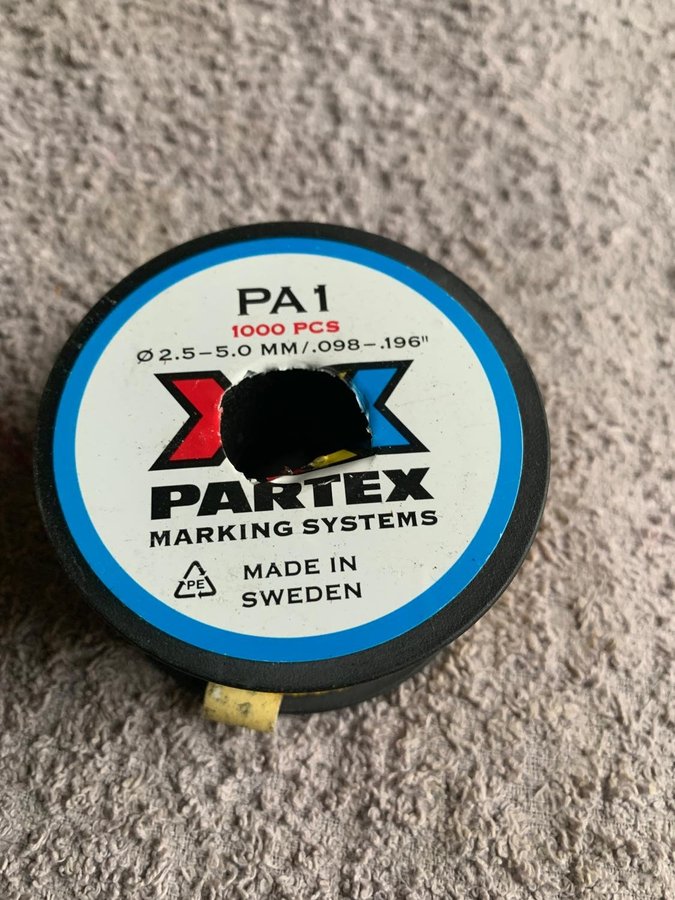 PA1
1000 PCS
Ø 2.5–5.0 MM/.098–.196"
PARTEX
MARKING SYSTEMS
PE
MADE IN
SWEDEN